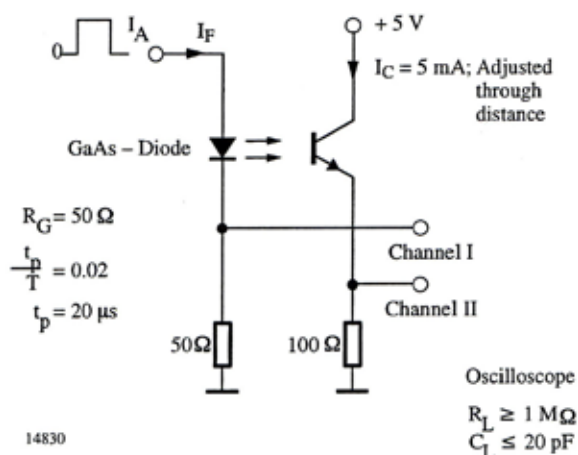 0
I_A
I_F
+ 5 V
I_C = 5 mA; Adjusted
through
distance
GaAs – Diode
R_G = 50 Ω
t_p
T
= 0.02
t_p = 20 μs
Channel I
Channel II
50Ω
100 Ω
Oscilloscope
R_L ≥ 1 MΩ
C_L ≤ 20 pF
14830